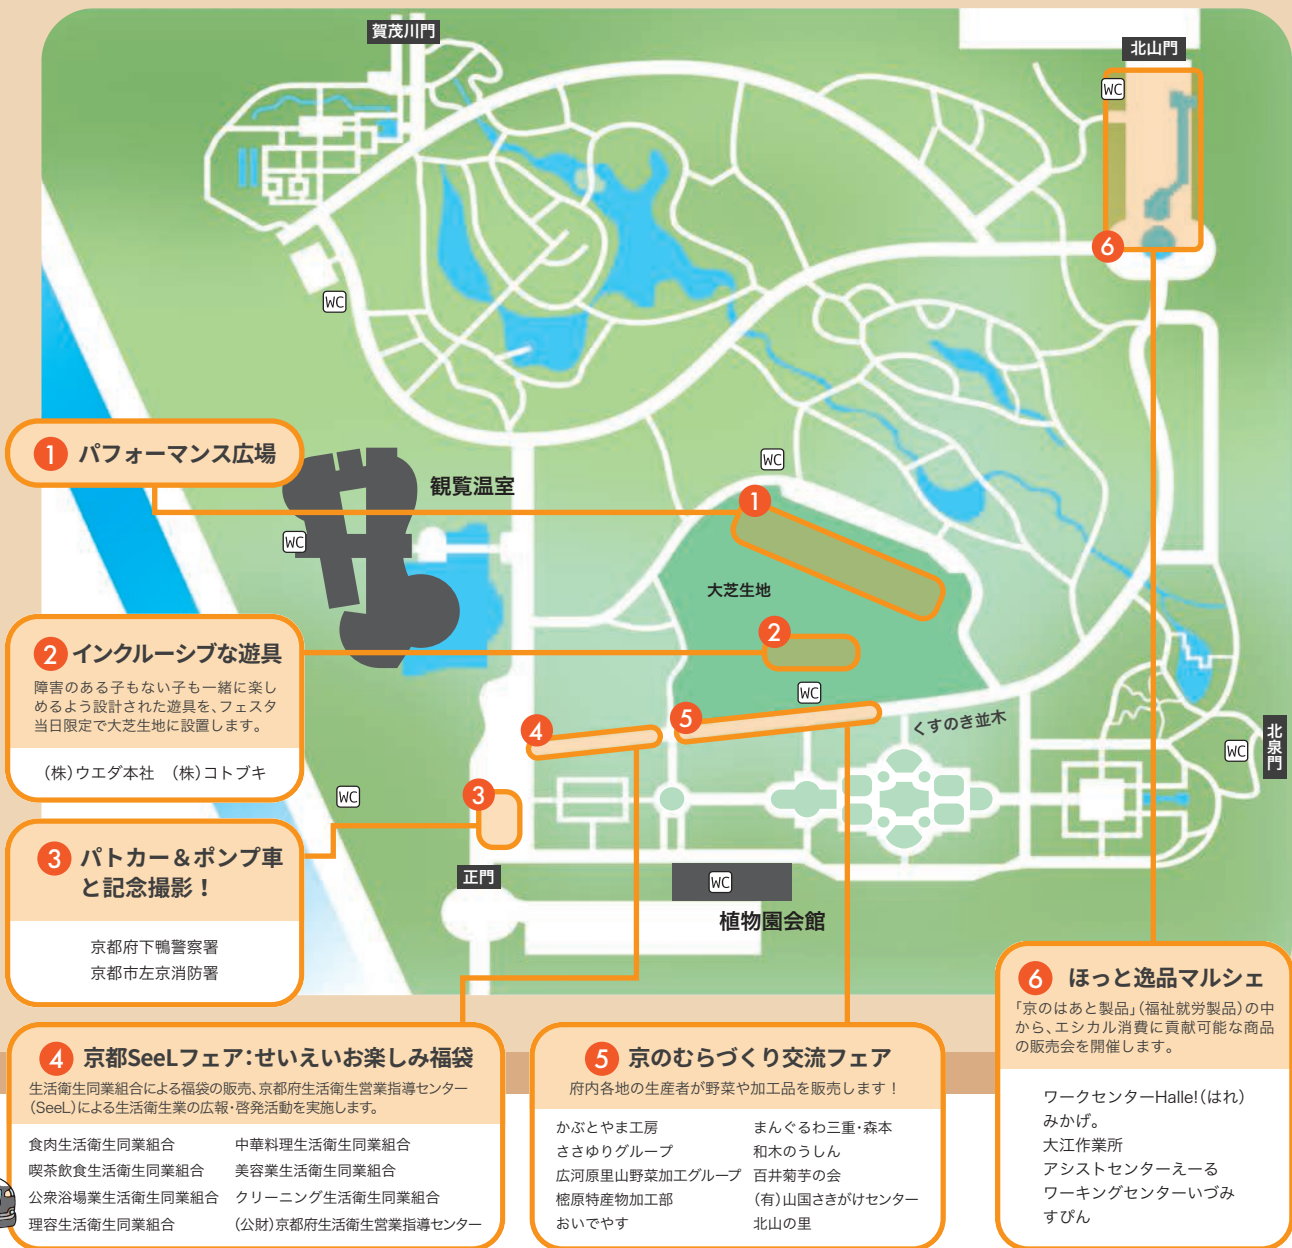 賀茂川門
北山門
WC
6
WC
1 パフォーマンス広場
観覧温室
WC
1
WC
大芝生地
2
2 インクルーシブな遊具
障害のある子もない子も一緒に楽し
めるよう設計された遊具を、フェスタ
当日限定で大芝生地に設置します。
(株)ウエダ本社 (株)コトブキ
WC
5
4
くすのき並木
北泉門
WC
WC
3
3 パトカー＆ポンプ車
と記念撮影！
京都府下鴨警察署
京都市左京消防署
正門
WC
植物園会館
4 京都SeeLフェア：せいえいお楽しみ福袋
生活衛生同業組合による福袋の販売、京都府生活衛生営業指導センター
(SeeL)による生活衛生業の広報・啓発活動を実施します。
食肉生活衛生同業組合
喫茶飲食生活衛生同業組合
公衆浴場業生活衛生同業組合
理容生活衛生同業組合
中華料理生活衛生同業組合
美容業生活衛生同業組合
クリーニング生活衛生同業組合
(公財)京都府生活衛生営業指導センター
5 京のむらづくり交流フェア
府内各地の生産者が野菜や加工品を販売します！
かぶとやま工房
ささゆりグループ
広河原里山野菜加工グループ
樒原特産物加工部
おいでやす
まんぐるわ三重・森本
和木のうしん
百井菊芋の会
(有)山国さきがけセンター
北山の里
6 ほっと逸品マルシェ
「京のはあと製品」(福祉就労製品)の中
から、エシカル消費に貢献可能な商品
の販売会を開催します。
ワークセンターHalle!(はれ)
みかげ。
大江作業所
アシストセンターえーる
ワーキングセンターいづみ
すぴん